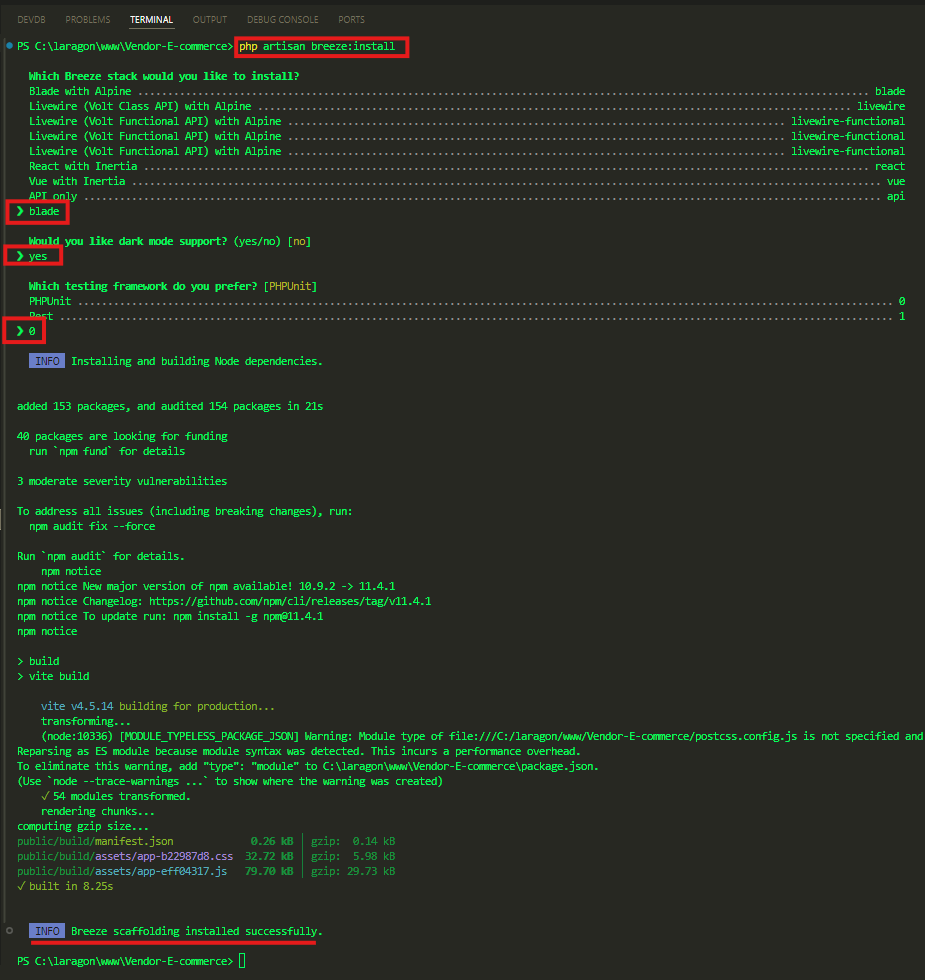 DEVDB PROBLEMS TERMINAL OUTPUT DEBUG CONSOLE PORTS
PS C:\laragon\www\Vendor-E-commerce> php artisan breeze:install
Which Breeze stack would you like to install?
Blade with Alpine ........................................................................................................................ blade
Livewire (Volt Class API) with Alpine ................................................................................................. livewire
Livewire (Volt Functional API) with Alpine ................................................................................... livewire-functional
Livewire (Volt Functional API) with Alpine ................................................................................... livewire-functional
Livewire (Volt Functional API) with Alpine ................................................................................... livewire-functional
React with Inertia ....................................................................................................................... react
Vue with Inertia ........................................................................................................................... vue
API only ................................................................................................................................... api
❯ blade
Would you like dark mode support? (yes/no) [no]
❯ yes
Which testing framework do you prefer? [PHPUnit]
PHPUnit ...................................................................................................................................... 0
Pest ......................................................................................................................................... 1
❯ 0
INFO Installing and building Node dependencies.
added 153 packages, and audited 154 packages in 21s
40 packages are looking for funding
run `npm fund` for details
3 moderate severity vulnerabilities
To address all issues (including breaking changes), run:
npm audit fix --force
Run `npm audit` for details.
npm notice
npm notice New major version of npm available! 10.9.2 -> 11.4.1
npm notice Changelog: https://github.com/npm/cli/releases/tag/v11.4.1
npm notice To update run: npm install -g npm@11.4.1
npm notice
> build
> vite build
vite v4.5.14 building for production...
transforming...
(node:10336) [MODULE_TYPELESS_PACKAGE_JSON] Warning: Module type of file:///C:/laragon/www/Vendor-E-commerce/postcss.config.js is not specified and
Reparsing as ES module because module syntax was detected. This incurs a performance overhead.
To eliminate this warning, add "type": "module" to C:\laragon\www\Vendor-E-commerce\package.json.
(Use `node --trace-warnings ...` to show where the warning was created)
✓ 54 modules transformed.
rendering chunks...
computing gzip size...
public/build/manifest.json 0.26 kB │ gzip: 0.14 kB
public/build/assets/app-b22987d8.css 32.72 kB │ gzip: 5.98 kB
public/build/assets/app-eff04317.js 79.70 kB │ gzip: 29.73 kB
✓ built in 8.25s
INFO Breeze scaffolding installed successfully.
PS C:\laragon\www\Vendor-E-commerce>